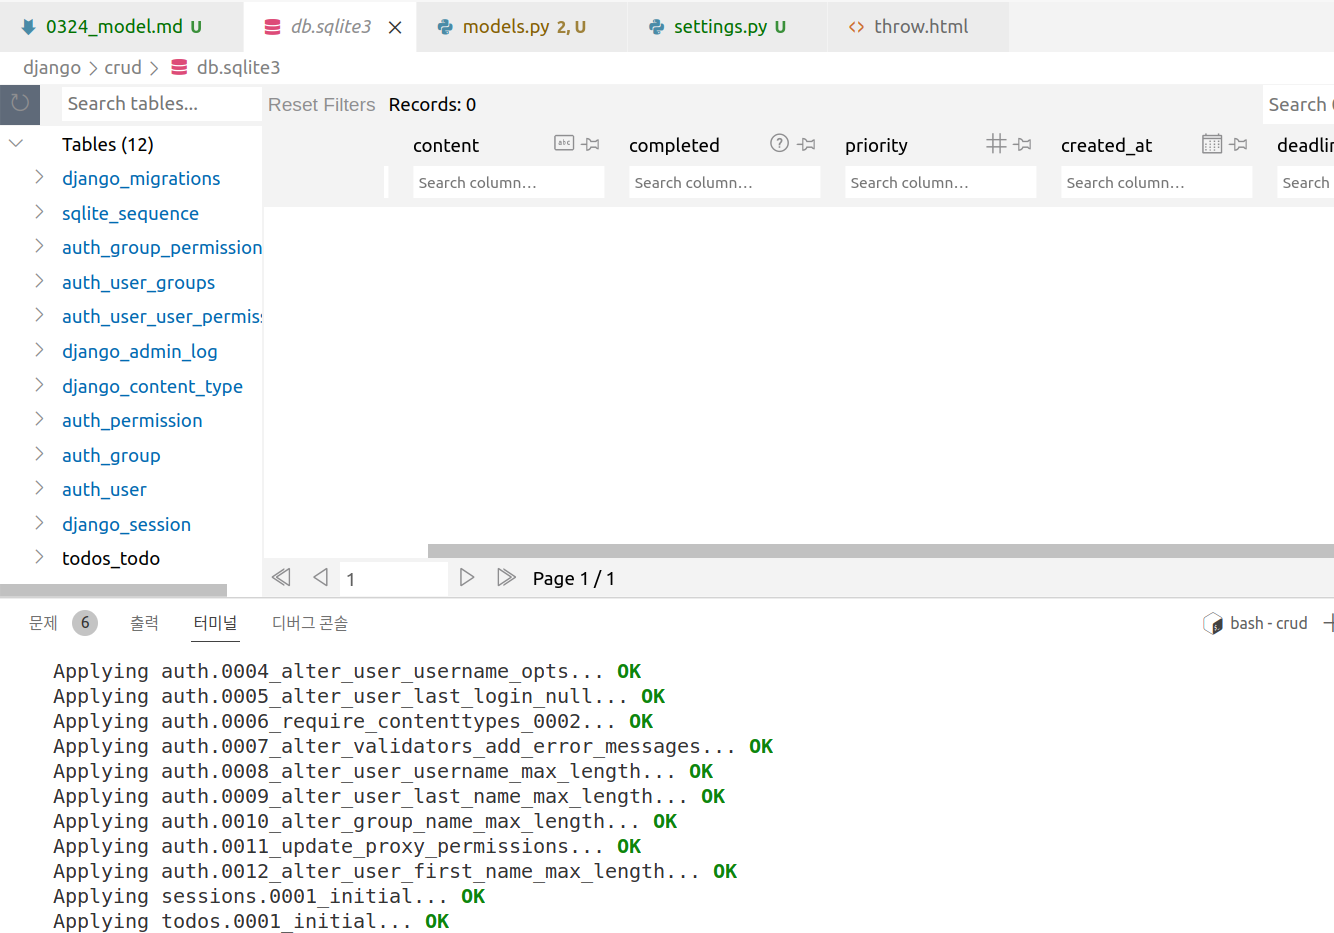 0324_model.md U db.sqlite3 models.py 2, U settings.py U throw.html
django crud db.sqlite3
Search tables... Reset Filters Records: 0 Search
Tables (12)
django_migrations
sqlite_sequence
auth_group_permission
auth_user_groups
auth_user_user_permis
django_admin_log
django_content_type
auth_permission
auth_group
auth_user
django_session
todos_todo
content abc completed priority created_at deadlin
Search column... Search column... Search column... Search column... Search
1 Page 1 / 1
문제 6 출력 터미널 디버그 콘솔 bash - crud
Applying auth.0004_alter_user_username_opts... OK
Applying auth.0005_alter_user_last_login_null... OK
Applying auth.0006_require_contenttypes_0002... OK
Applying auth.0007_alter_validators_add_error_messages... OK
Applying auth.0008_alter_user_username_max_length... OK
Applying auth.0009_alter_user_last_name_max_length... OK
Applying auth.0010_alter_group_name_max_length... OK
Applying auth.0011_update_proxy_permissions... OK
Applying auth.0012_alter_user_first_name_max_length... OK
Applying sessions.0001_initial... OK
Applying todos.0001_initial... OK